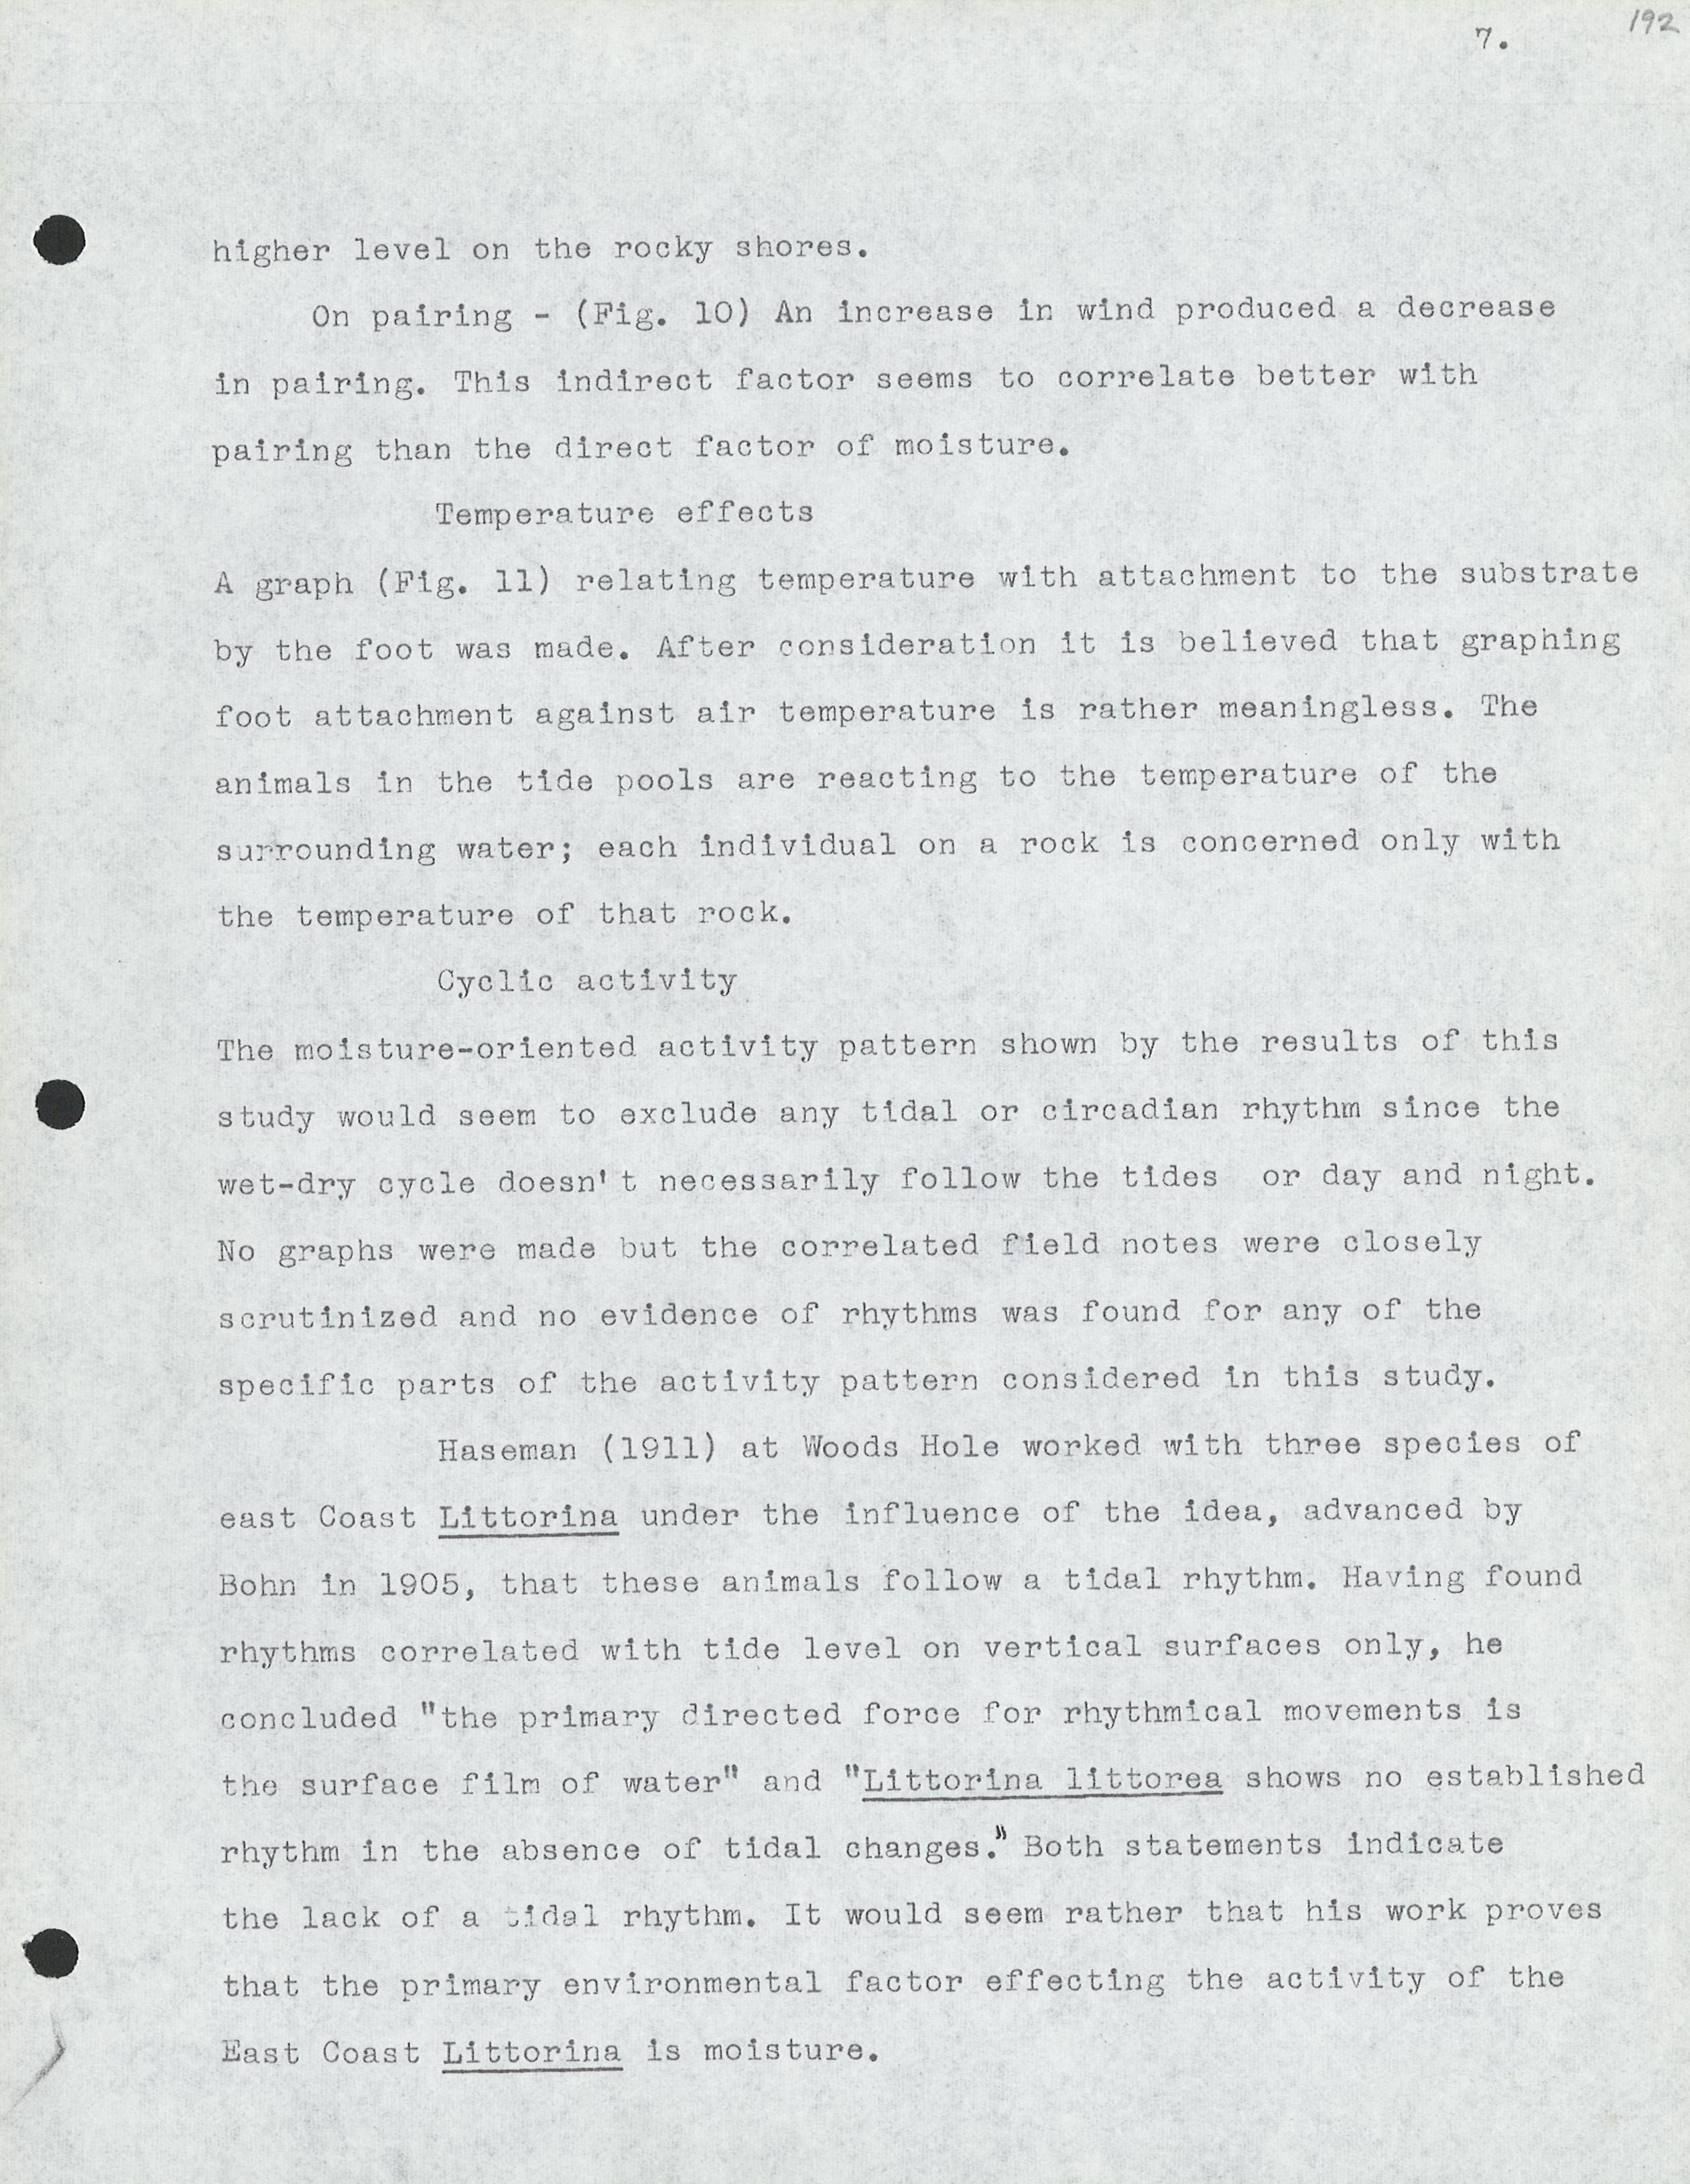 192
7.
higher level on the rocky shores.
On pairing - (Fig. 10) An increase in wind produced a decrease
in pairing. This indirect factor seems to correlate better with
pairing than the direct factor of moisture.
Temperature effects
A graph (Fig. 11) relating temperature with attachment to the substrate
by the foot was made. After consideration it is believed that graphing
foot attachment against air temperature is rather meaningless. The
animals in the tide pools are reacting to the temperature of the
surrounding water; each individual on a rock is concerned only with
the temperature of that rock.
Cyclic activity
The moisture-oriented activity pattern shown by the results of this
study would seem to exclude any tidal or circadian rhythm since the
wet-dry cycle doesn't necessarily follow the tides  or day and night.
No graphs were made but the correlated field notes were closely
scrutinized and no evidence of rhythms was found for any of the
specific parts of the activity pattern considered in this study.
Haseman (1911) at Woods Hole worked with three species of
east Coast Littorina under the influence of the idea, advanced by
Bohn in 1905, that these animals follow a tidal rhythm. Having found
rhythms correlated with tide level on vertical surfaces only, he
concluded "the primary directed force for rhythmical movements is
the surface film of water" and "Littorina littorea shows no established
rhythm in the absence of tidal changes." Both statements indicate
the lack of a tidal rhythm. It would seem rather that his work proves
that the primary environmental factor effecting the activity of the
East Coast Littorina is moisture.